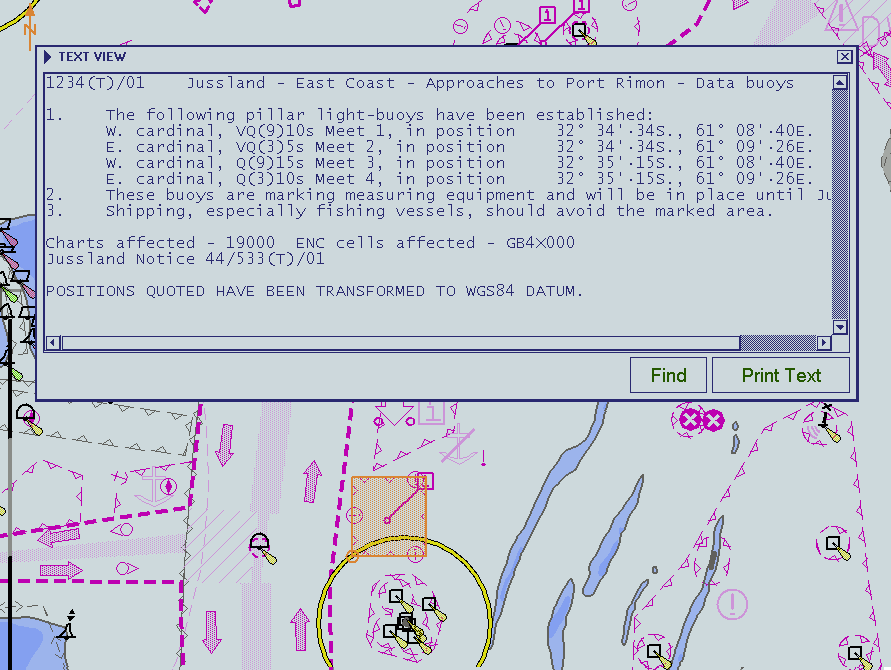 N
1
1
TEXT VIEW
1234(T)/01 Jussland - East Coast - Approaches to Port Rimon - Data buoys
1. The following pillar light-buoys have been established:
W. cardinal, VQ(9)10s Meet 1, in position 32° 34'·34S., 61° 08'·40E.
E. cardinal, VQ(3)5s Meet 2, in position 32° 34'·34S., 61° 09'·26E.
W. cardinal, Q(9)15s Meet 3, in position 32° 35'·15S., 61° 08'·40E.
E. cardinal, Q(3)10s Meet 4, in position 32° 35'·15S., 61° 09'·26E.
2. These buoys are marking measuring equipment and will be in place until
3. Shipping, especially fishing vessels, should avoid the marked area.
Charts affected - 19000 ENC cells affected - GB4X000
Jussland Notice 44/533(T)/01
POSITIONS QUOTED HAVE BEEN TRANSFORMED TO WGS84 DATUM.
Find Print Text